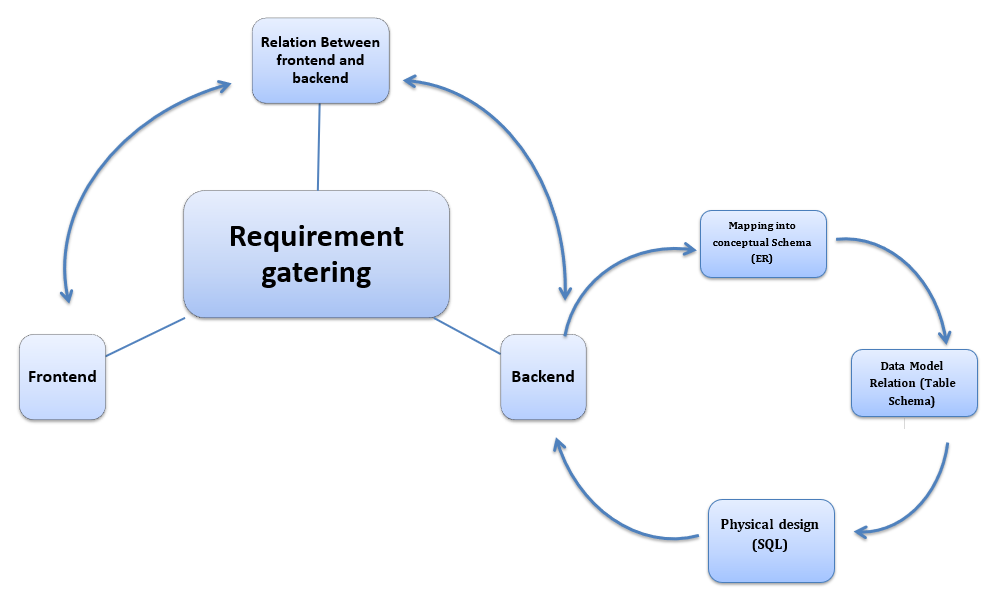 Relation Between
frontend and
backend
Requirement
gatering
Frontend
Backend
Mapping into
conceptual Schema
(ER)
Data Model
Relation (Table
Schema)
Physical design
(SQL)